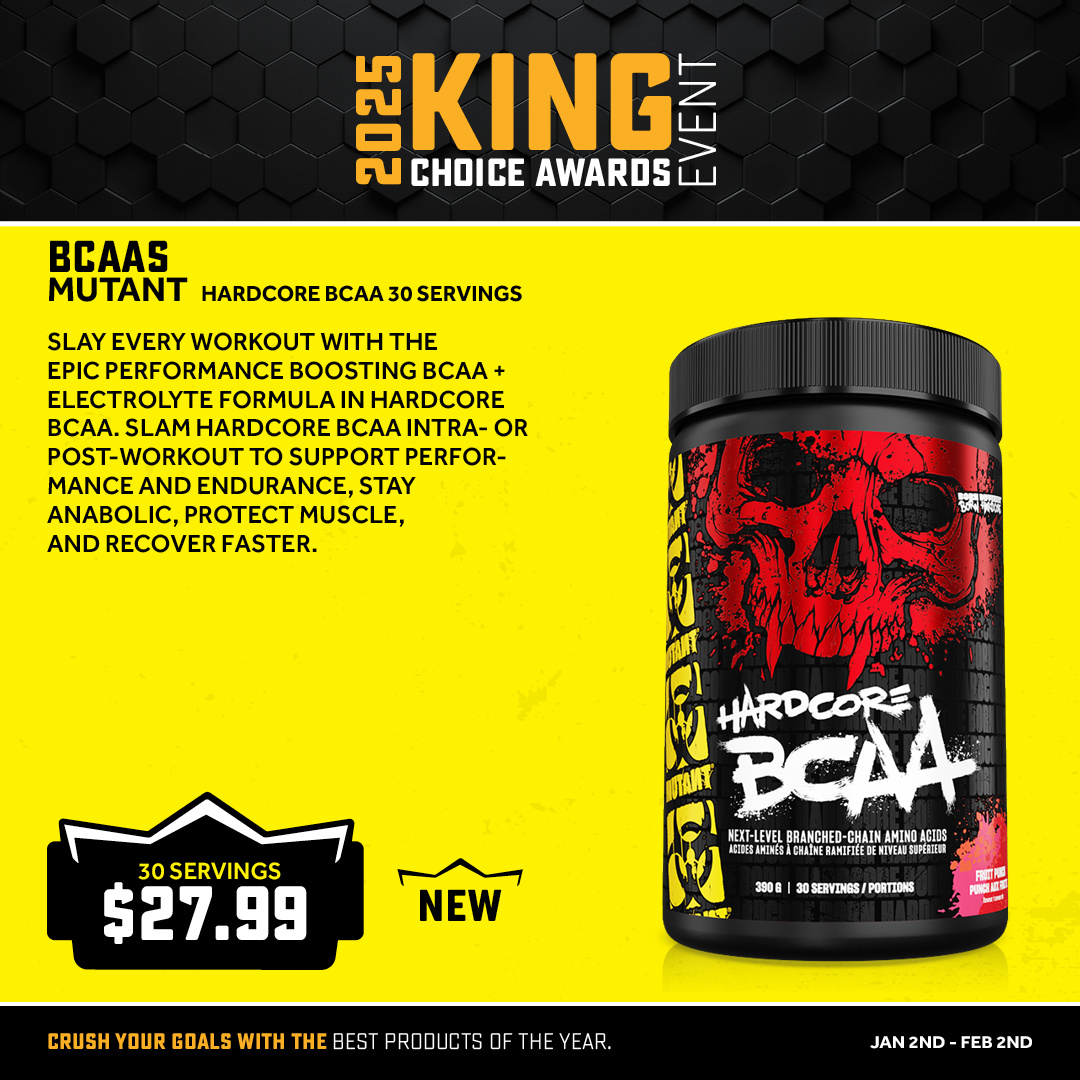 2025
KING
CHOICE AWARDS
EVENT
BCAAS
MUTANT HARDCORE BCAA 30 SERVINGS
SLAY EVERY WORKOUT WITH THE
EPIC PERFORMANCE BOOSTING BCAA +
ELECTROLYTE FORMULA IN HARDCORE
BCAA. SLAM HARDCORE BCAA INTRA- OR
POST-WORKOUT TO SUPPORT PERFOR-
MANCE AND ENDURANCE, STAY
ANABOLIC, PROTECT MUSCLE,
AND RECOVER FASTER.
MUTANT
MUTANT
HARDCORE
BCAA
NEXT-LEVEL BRANCHED-CHAIN AMINO ACIDS
ACIDES AMINÉS À CHAÎNE RAMIFIÉE DE NIVEAU SUPÉRIEUR
390 G | 30 SERVINGS / PORTIONS
FRUIT PUNCH
PUNCH AUX
30 SERVINGS
$27.99
NEW
CRUSH YOUR GOALS WITH THE BEST PRODUCTS OF THE YEAR.
JAN 2ND - FEB 2ND